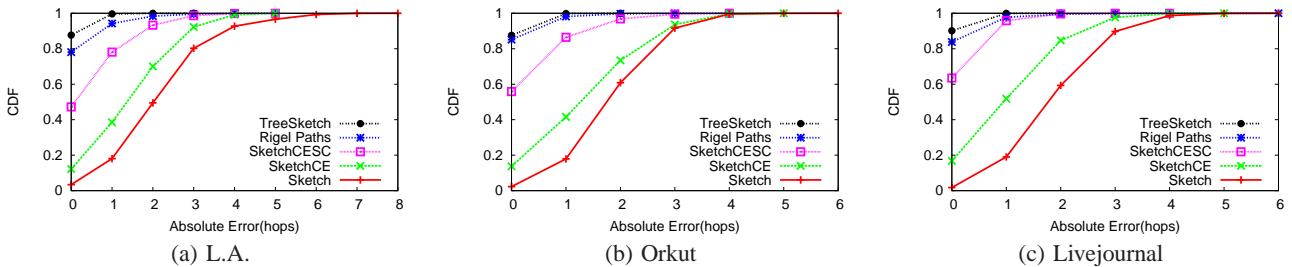 1
0.8
0.6
0.4
0.2
0
CDF
TreeSketch
Rigel Paths
SketchCESC
SketchCE
Sketch
0 1 2 3 4 5 6 7 8
Absolute Error(hops)
(a) L.A.
1
0.8
0.6
0.4
0.2
0
CDF
TreeSketch
Rigel Paths
SketchCESC
SketchCE
Sketch
0 1 2 3 4 5 6
Absolute Error(hops)
(b) Orkut
1
0.8
0.6
0.4
0.2
0
CDF
TreeSketch
Rigel Paths
SketchCESC
SketchCE
Sketch
0 1 2 3 4 5 6
Absolute Error(hops)
(c) Livejournal